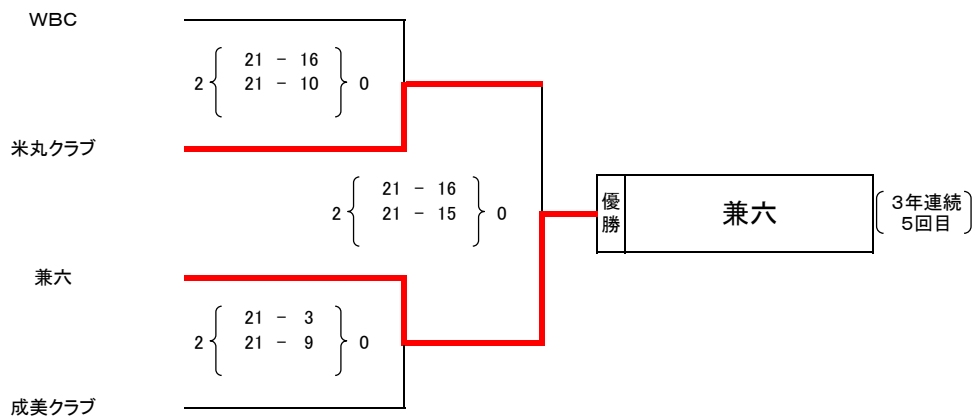 WBC
21 - 16
2 21 - 10 0
米丸クラブ
21 - 16
2 21 - 15 0
優勝
兼六
3年連続
5回目
兼六
21 - 3
2 21 - 9 0
成美クラブ